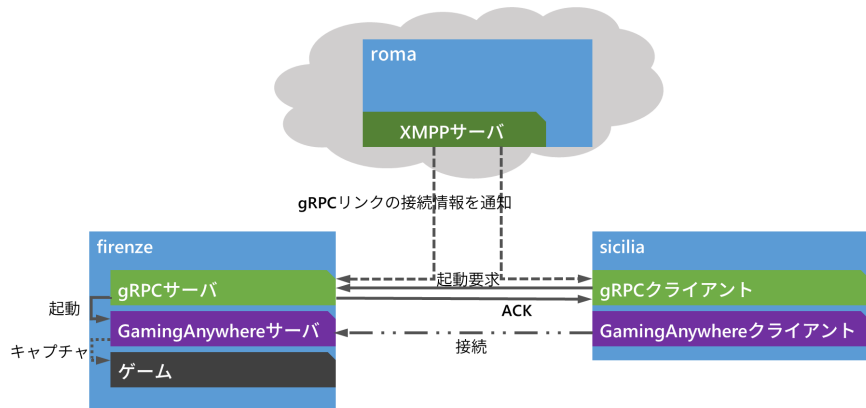 roma
XMPPサーバ
gRPCリンクの接続情報を通知
firenze
sicilia
gRPCサーバ
起動要求
gRPCクライアント
起動
ACK
GamingAnywhereサーバ
GamingAnywhereクライアント
キャプチャ
接続
ゲーム